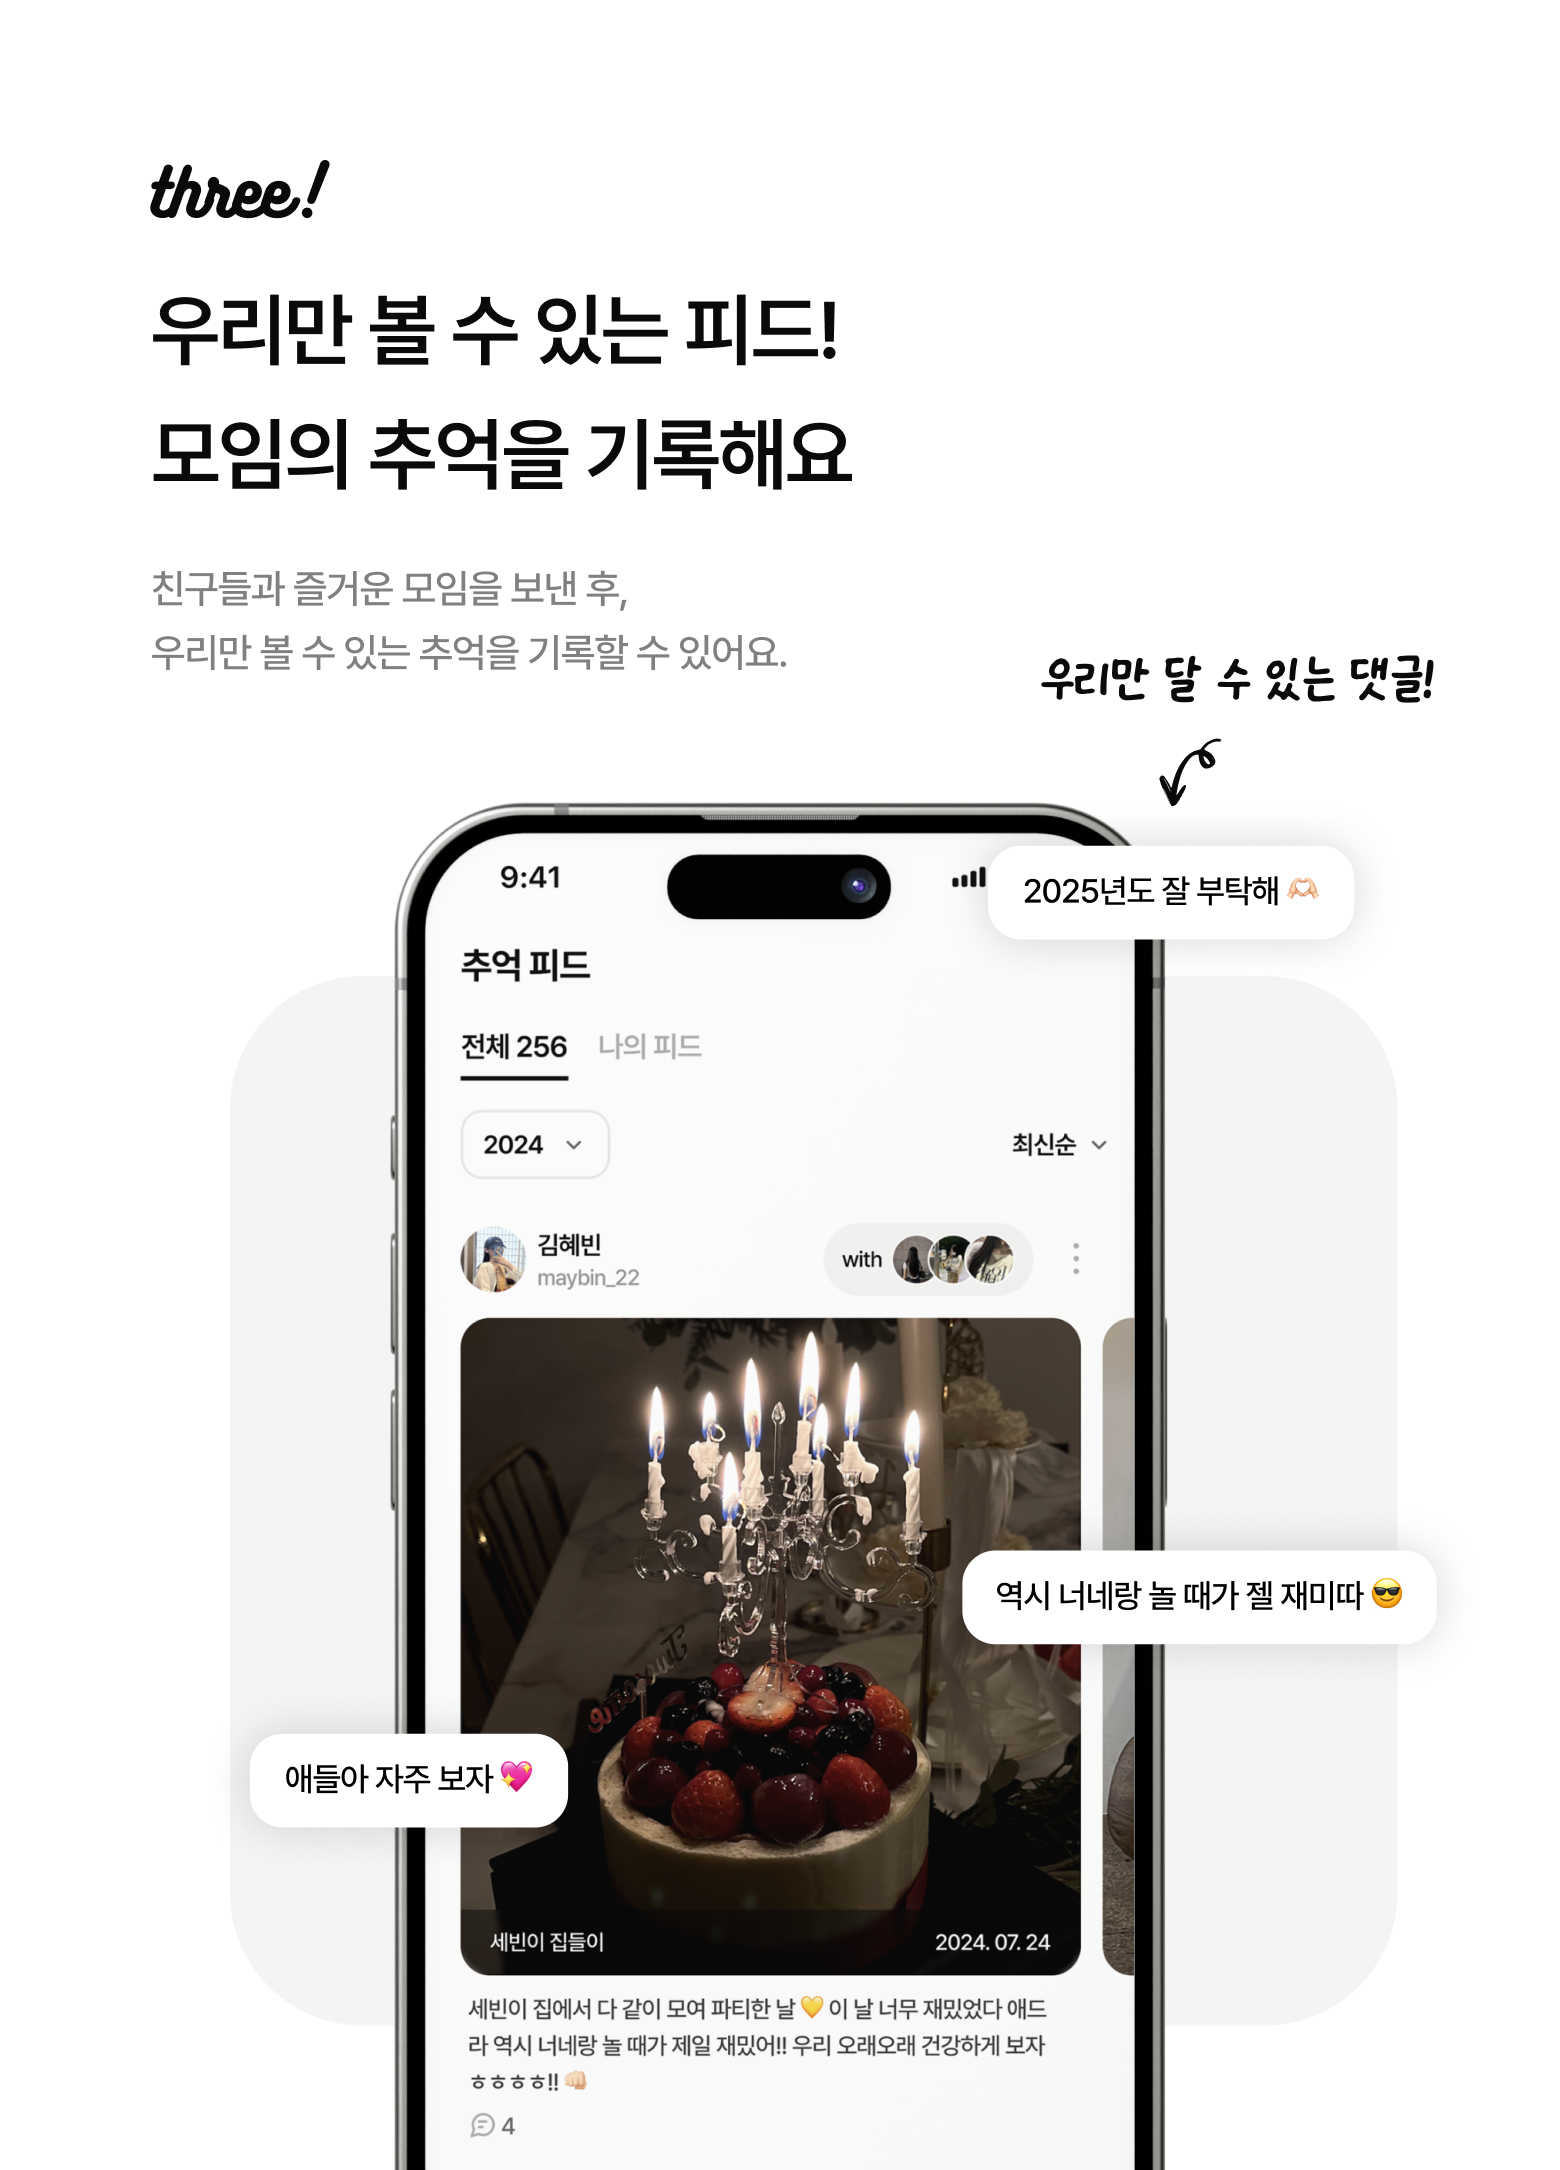 three!
우리만 볼 수 있는 피드!
모임의 추억을 기록해요
친구들과 즐거운 모임을 보낸 후,
우리만 볼 수 있는 추억을 기록할 수 있어요.
우리만 달 수 있는 댓글!
9:41
2025년도 잘 부탁해 🫶🏻
추억 피드
전체 256 나의 피드
2024 최신순
김혜빈
maybin_22
with
역시 너네랑 놀 때가 젤 재미따 😎
애들아 자주 보자 💖
세빈이 집들이 2024. 07. 24
세빈이 집에서 다 같이 모여 파티한 날 💛 이 날 너무 재밌었다 애드
라 역시 너네랑 놀 때가 제일 재밌어!! 우리 오래오래 건강하게 보자
ㅎㅎㅎㅎ!! 👊🏻
4